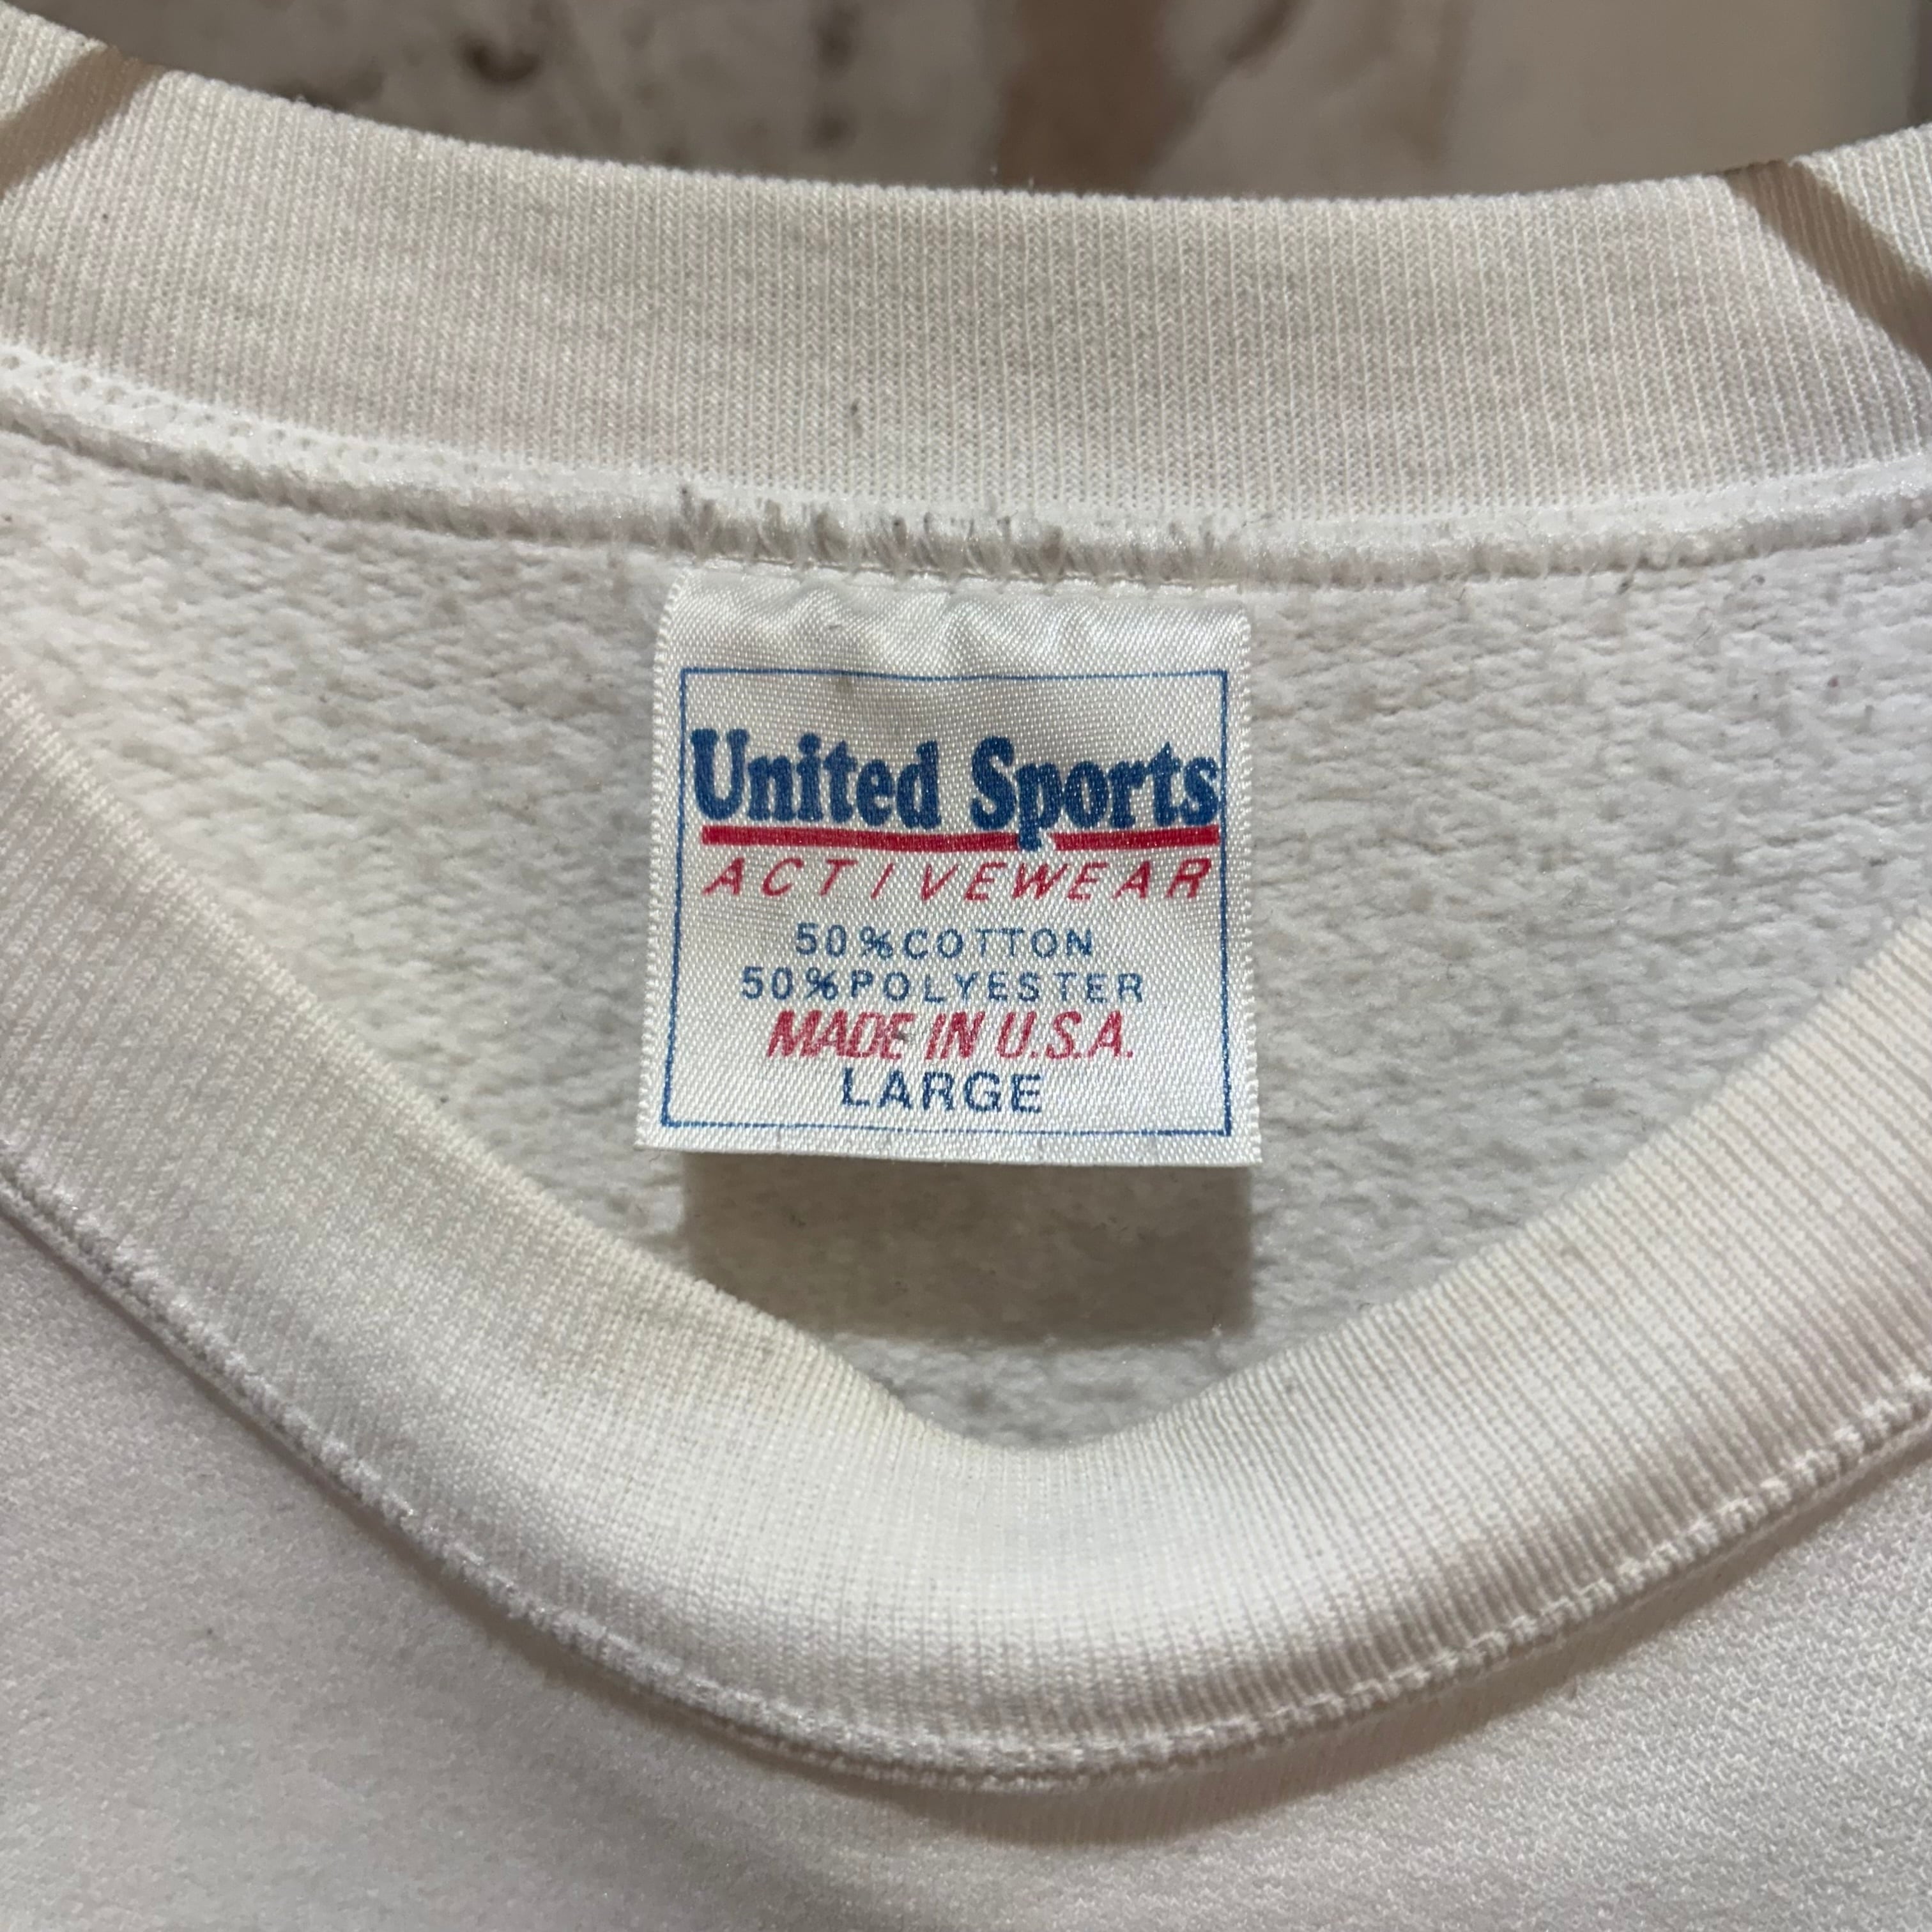 United Sports
ACTIVEWEAR
50%COTTON
50%POLYESTER
MADE IN U.S.A.
LARGE